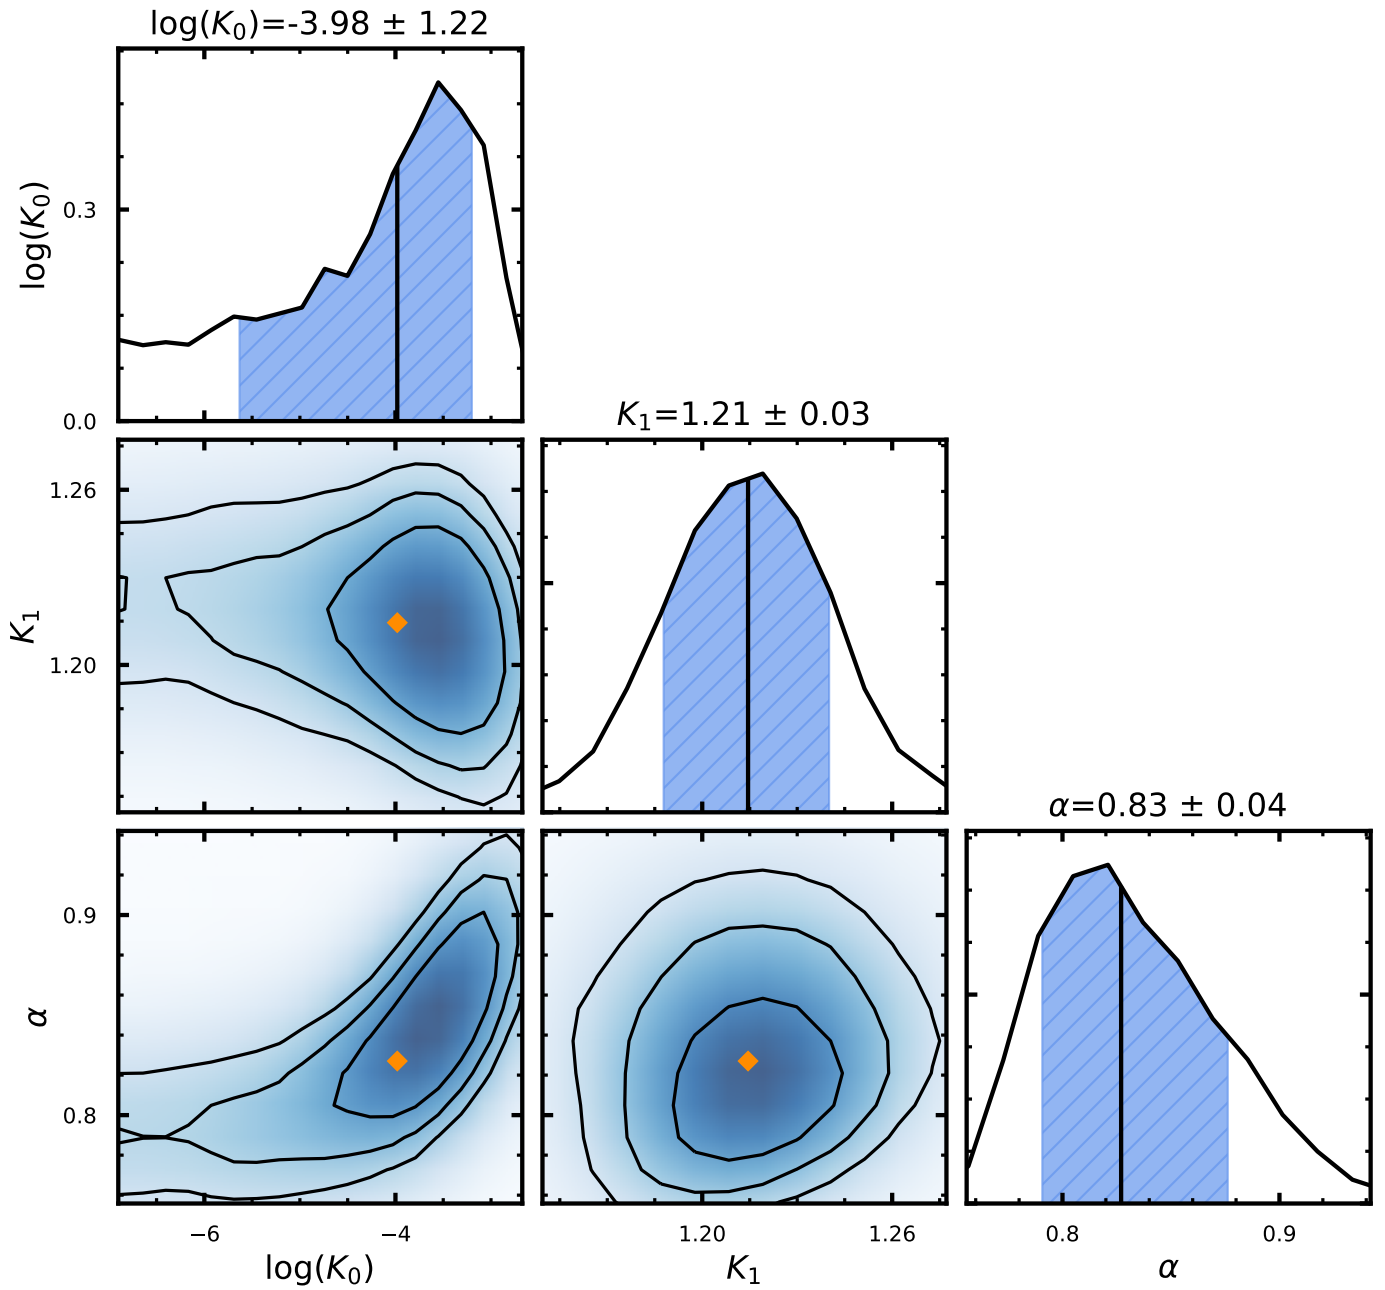 log(K₀)=-3.98 ± 1.22
log(K₀)
0.3
0.0
K₁=1.21 ± 0.03
1.26
K₁
1.20
α=0.83 ± 0.04
0.9
α
0.8
−6 −4 1.20 1.26 0.8 0.9
log(K₀) K₁ α